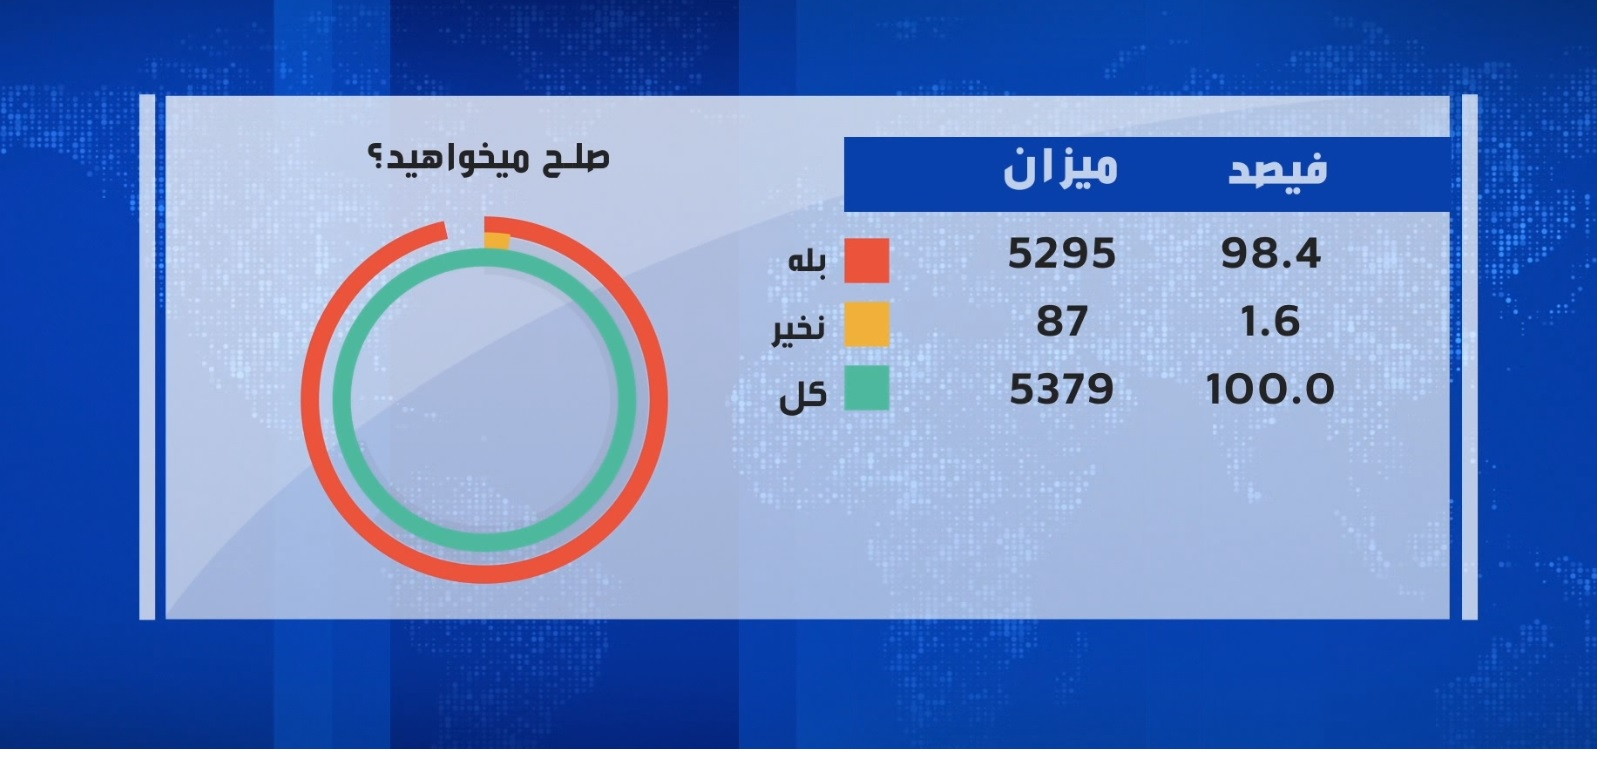 صلح میخواهید؟
میزان فیصد
بله 5295 98.4
نخیر 87 1.6
کل 5379 100.0